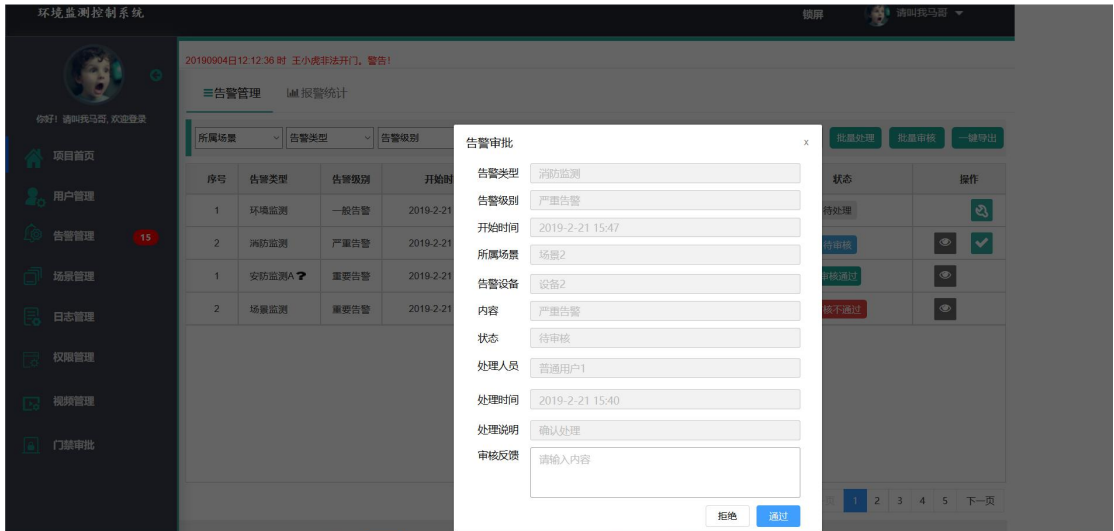 环境监测控制系统
锁屏
请叫我马哥
20190904日12:12:36 时 王小虎非法开门。警告!
告警管理
报警统计
你好! 请叫我马哥, 欢迎登录
所属场景
告警类型
告警级别
批量处理
批量审核
一键导出
项目首页
用户管理
告警管理
15
场景管理
日志管理
权限管理
视频管理
门禁审批
序号 告警类型 告警级别 开始时 状态 操作
1 环境监测 一般告警 2019-2-21 待处理
2 消防监测 严重告警 2019-2-21 待审核
1 安防监测A? 重要告警 2019-2-21 审核通过
2 场景监测 重要告警 2019-2-21 核不通过
告警审批 x
告警类型 消防监测
告警级别 严重告警
开始时间 2019-2-21 15:47
所属场景 场景2
告警设备 设备2
内容 严重告警
状态 待审核
处理人员 普通用户1
处理时间 2019-2-21 15:40
处理说明 确认处理
审核反馈 请输入内容
拒绝 通过
1 2 3 4 5 下一页